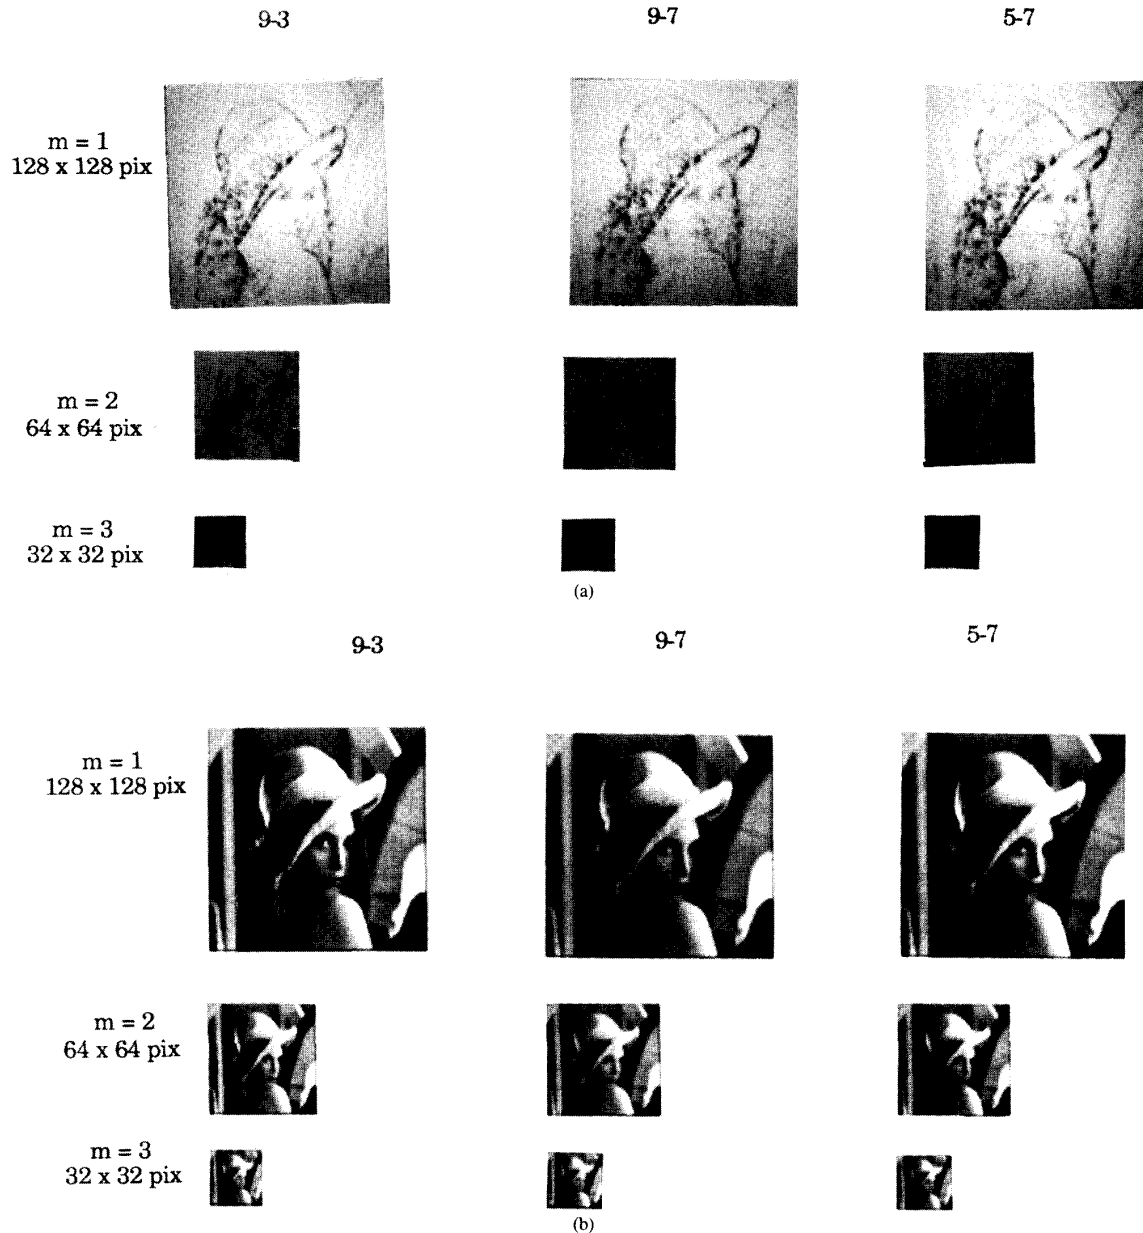 9-3 9-7 5-7
m = 1
128 x 128 pix
m = 2
64 x 64 pix
m = 3
32 x 32 pix
(a)
9-3 9-7 5-7
m = 1
128 x 128 pix
m = 2
64 x 64 pix
m = 3
32 x 32 pix
(b)